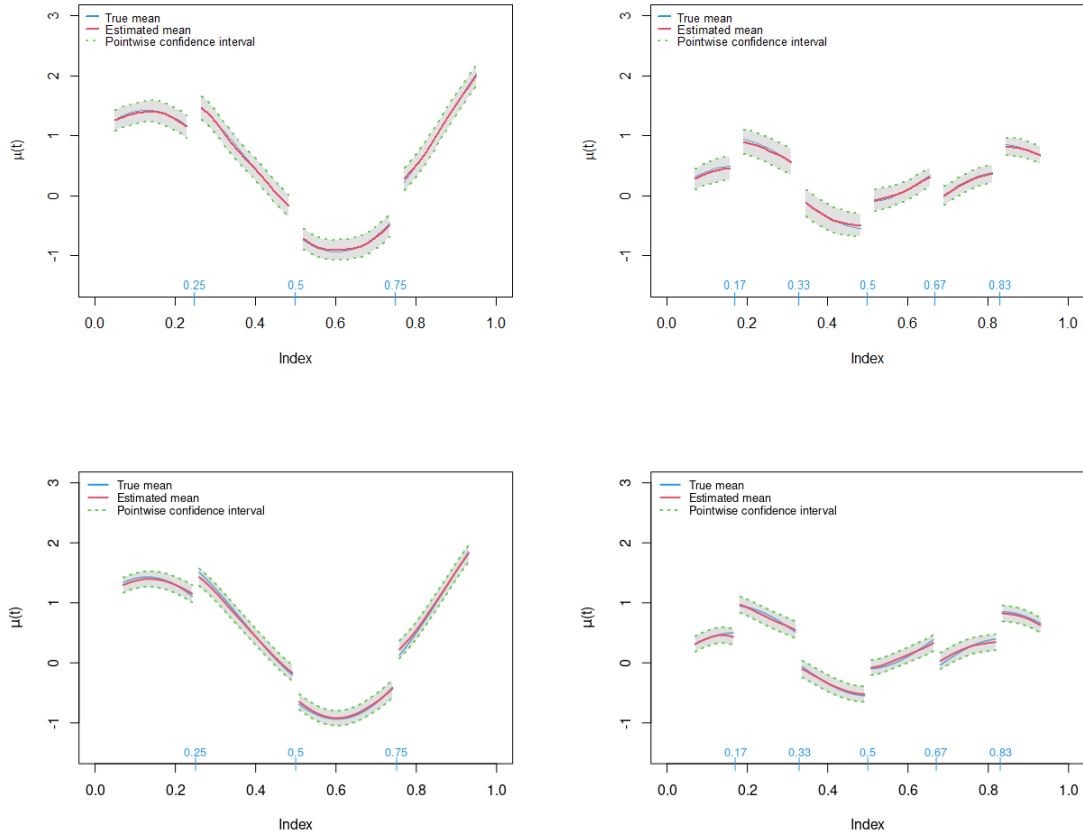 True mean
Estimated mean
Pointwise confidence interval
μ(t)
3
2
1
0
-1
0.25 0.5 0.75
0.0 0.2 0.4 0.6 0.8 1.0
Index
True mean
Estimated mean
Pointwise confidence interval
μ(t)
3
2
1
0
-1
0.17 0.33 0.5 0.67 0.83
0.0 0.2 0.4 0.6 0.8 1.0
Index
True mean
Estimated mean
Pointwise confidence interval
μ(t)
3
2
1
0
-1
0.25 0.5 0.75
0.0 0.2 0.4 0.6 0.8 1.0
Index
True mean
Estimated mean
Pointwise confidence interval
μ(t)
3
2
1
0
-1
0.17 0.33 0.5 0.67 0.83
0.0 0.2 0.4 0.6 0.8 1.0
Index